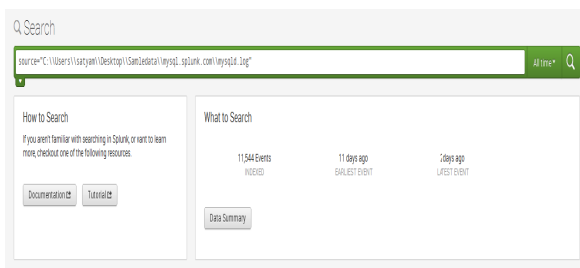 Search
source="C:\\Users\\satyam\\Desktop\\Samledata\\mysql.splunk.com\\mysqld.log"
All time
How to Search
If you aren't familiar with searching in Splunk, or want to learn
more, checkout one of the following resources.
Documentation
Tutorial
What to Search
11,544 Events
INDEXED
11 days ago
EARLIEST EVENT
2 days ago
LATEST EVENT
Data Summary